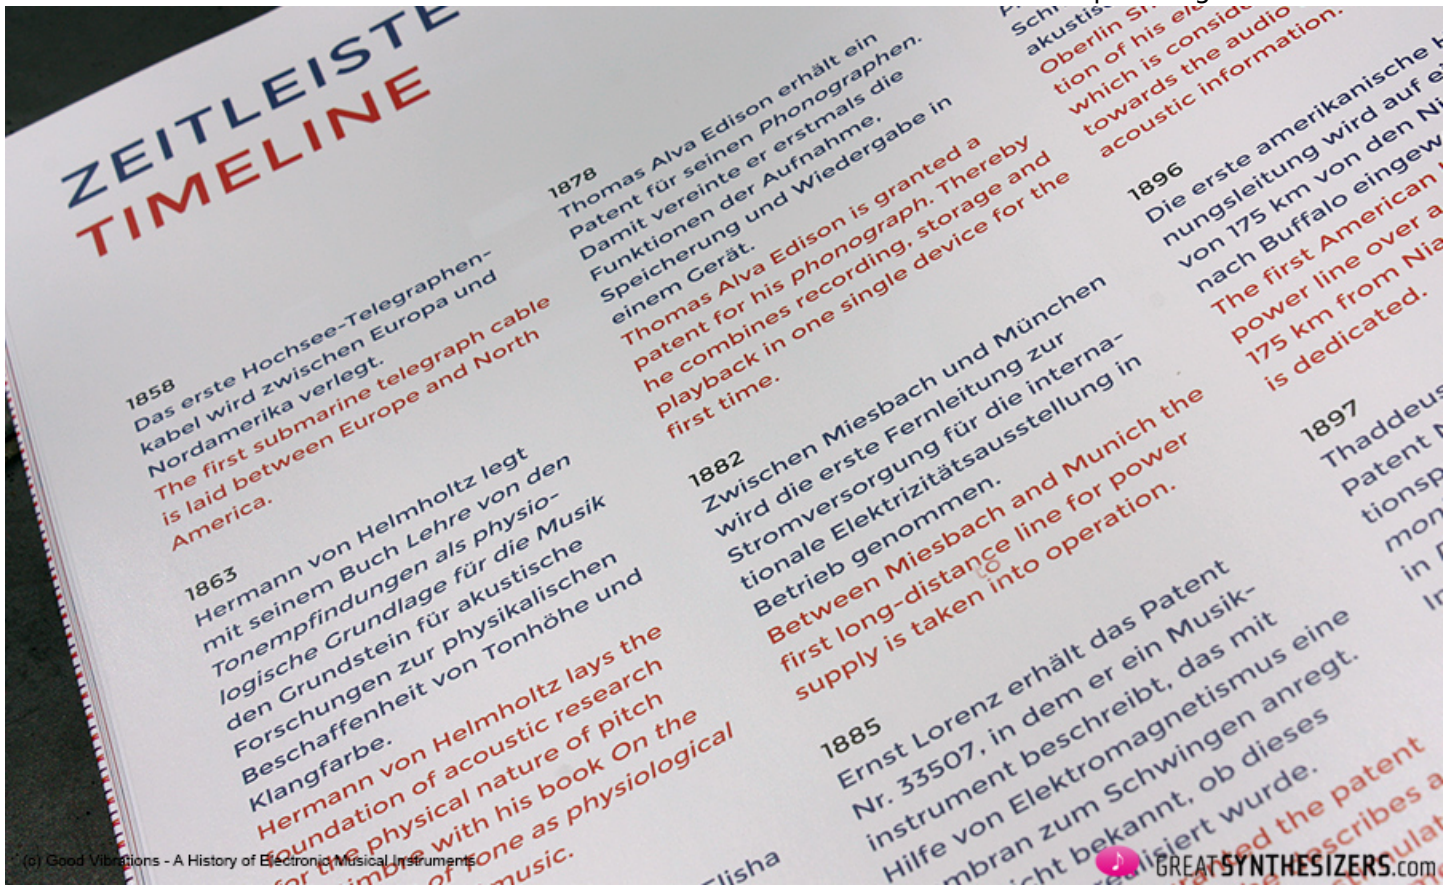 ZEITLEISTE
TIMELINE
1858
Das erste Hochsee-Telegraphen-
kabel wird zwischen Europa und
Nordamerika verlegt.
The first submarine telegraph cable
is laid between Europe and North
America.
1863
Hermann von Helmholtz legt
mit seinem Buch Lehre von den
Tonempfindungen als physio-
logische Grundlage für die Musik
den Grundstein für akustische
Forschungen zur physikalischen
Beschaffenheit von Tonhöhe und
Klangfarbe.
Hermann von Helmholtz lays the
foundation of acoustic research
for the physical nature of pitch
timbre with his book On the
of Tone as physiological
music.
Elisha
1878
Thomas Alva Edison erhält ein
Patent für seinen Phonographen.
Damit vereinte er erstmals die
Funktionen der Aufnahme,
Speicherung und Wiedergabe in
einem Gerät.
Thomas Alva Edison is granted a
patent for his phonograph. Thereby
he combines recording, storage and
playback in one single device for the
first time.
1882
Zwischen Miesbach und München
wird die erste Fernleitung zur
Stromversorgung für die interna-
tionale Elektrizitätsausstellung in
Betrieb genommen.
Between Miesbach and Munich the
first long-distance line for power
supply is taken into operation.
1885
Ernst Lorenz erhält das Patent
Nr. 33507, in dem er ein Musik-
instrument beschreibt, das mit
Hilfe von Elektromagnetismus eine
Membran zum Schwingen anregt.
bekannt, ob dieses
wurde.
the patent
describes a
akustis
Oberlin
tion of his
which is consid
towards the audio
acoustic information.
1896
Die erste amerikanische
nungsleitung wird auf
von 175 km von den
nach Buffalo
The first American
power line over a
175 km from
is dedicated.
1897
Thaddeus
Patent
tionsp
mon
in
(c) Good Vibrations - A History of Electronic Musical Instruments
GREATSYNTHESIZERS.com